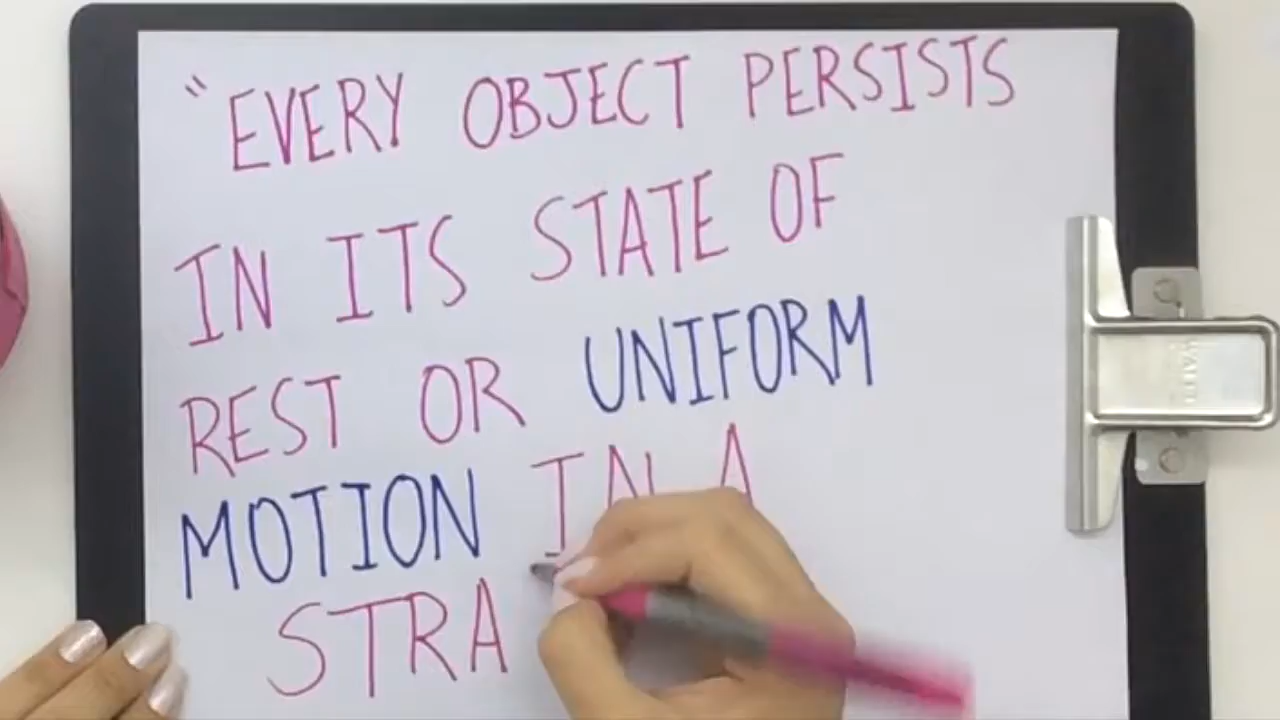 “EVERY OBJECT PERSISTS
IN ITS STATE OF
REST OR UNIFORM
MOTION IN A
STRA